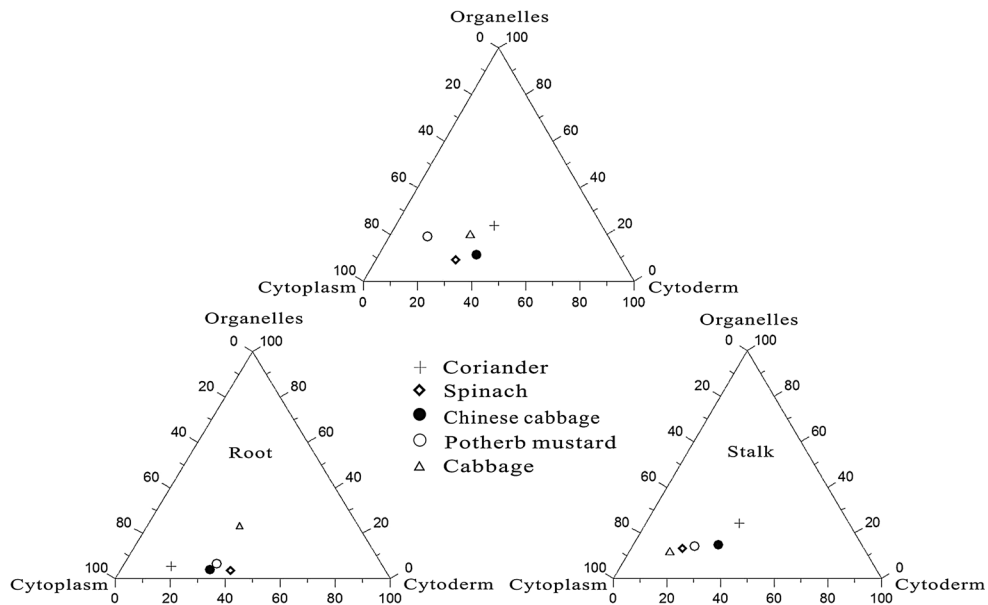 Organelles
0 100
20 80
40 60
60 40
80 20
100 0
Cytoplasm Cytoderm
0 20 40 60 80 100
Organelles
0 100
20 80
40 60
Root
60 40
80 20
100 0
Cytoplasm Cytoderm
0 20 40 60 80 100
Coriander
Spinach
Chinese cabbage
Potherb mustard
Cabbage
Organelles
0 100
20 80
40 60
Stalk
60 40
80 20
100 0
Cytoplasm Cytoderm
0 20 40 60 80 100